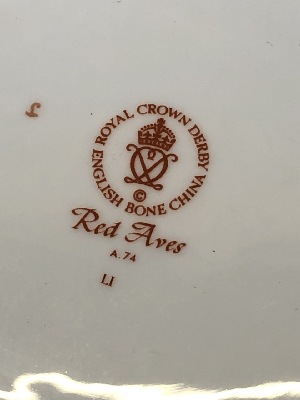 ROYAL CROWN DERBY
ENGLISH BONE CHINA
©
Red Aves
A.74
LI